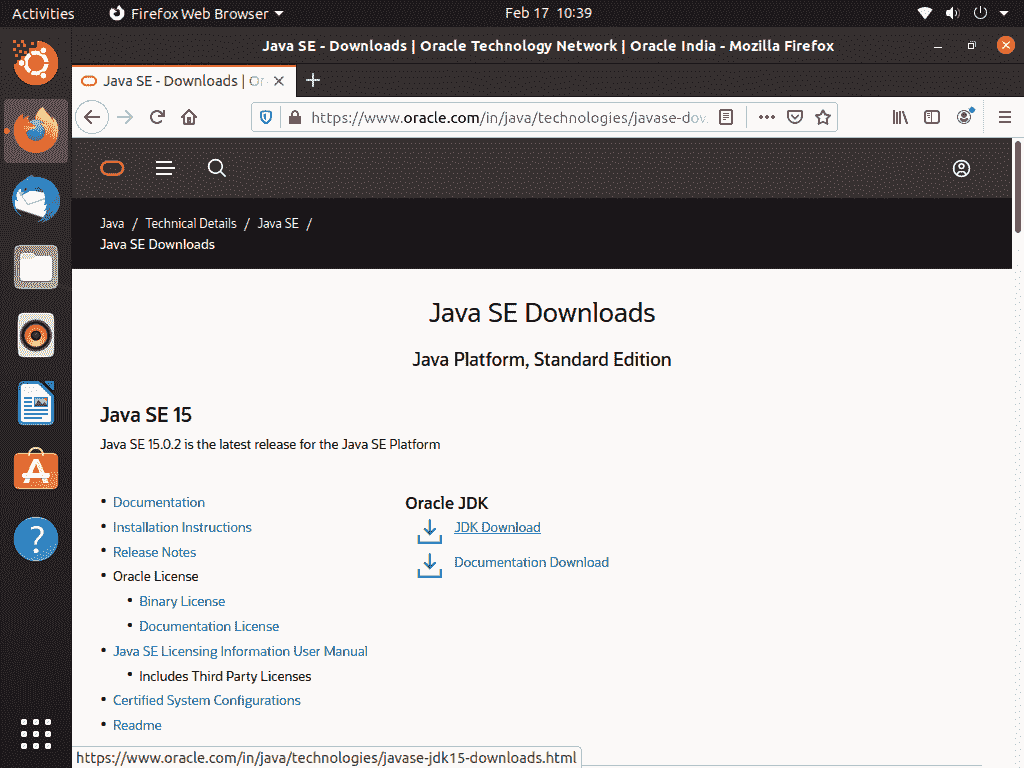 Activities Firefox Web Browser Feb 17 10:39
Java SE - Downloads | Oracle Technology Network | Oracle India - Mozilla Firefox
Java SE - Downloads | Or
https://www.oracle.com/in/java/technologies/javase-dov
Java / Technical Details / Java SE /
Java SE Downloads
Java SE Downloads
Java Platform, Standard Edition
Java SE 15
Java SE 15.0.2 is the latest release for the Java SE Platform
• Documentation
• Installation Instructions
• Release Notes
• Oracle License
• Binary License
• Documentation License
• Java SE Licensing Information User Manual
• Includes Third Party Licenses
• Certified System Configurations
• Readme
Oracle JDK
JDK Download
Documentation Download
https://www.oracle.com/in/java/technologies/javase-jdk15-downloads.html